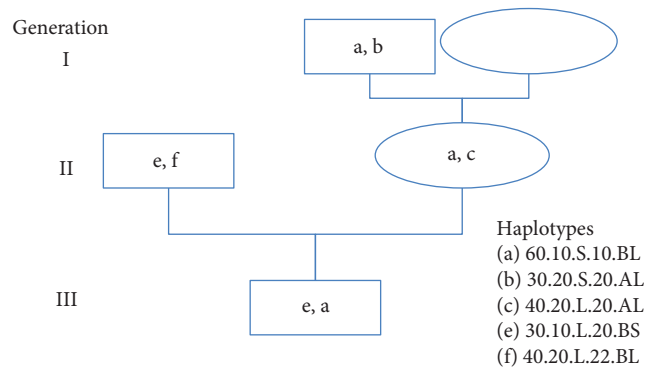 Generation
I
a, b
II
e, f
a, c
III
e, a
Haplotypes
(a) 60.10.S.10.BL
(b) 30.20.S.20.AL
(c) 40.20.L.20.AL
(e) 30.10.L.20.BS
(f) 40.20.L.22.BL